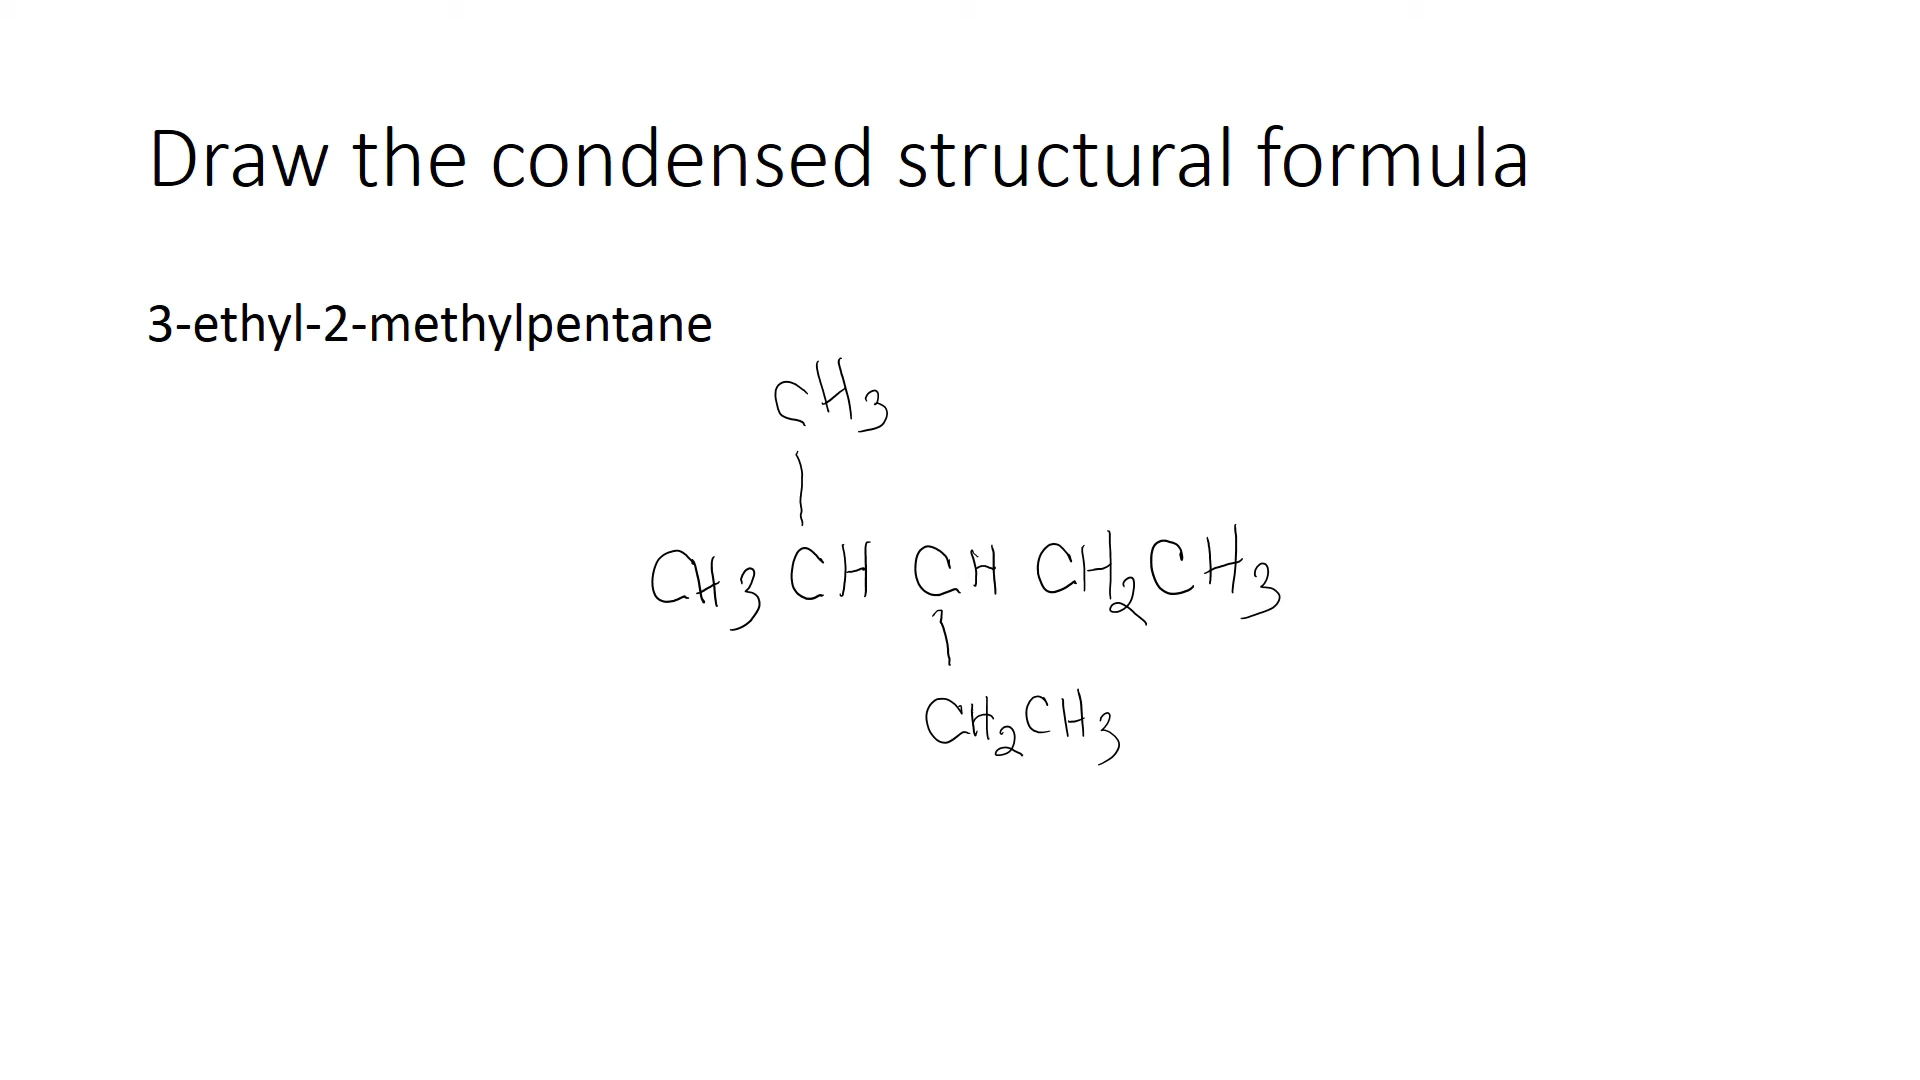 Draw the condensed structural formula
3-ethyl-2-methylpentane
CH3
CH3 CH CH CH2CH3
CH2CH3